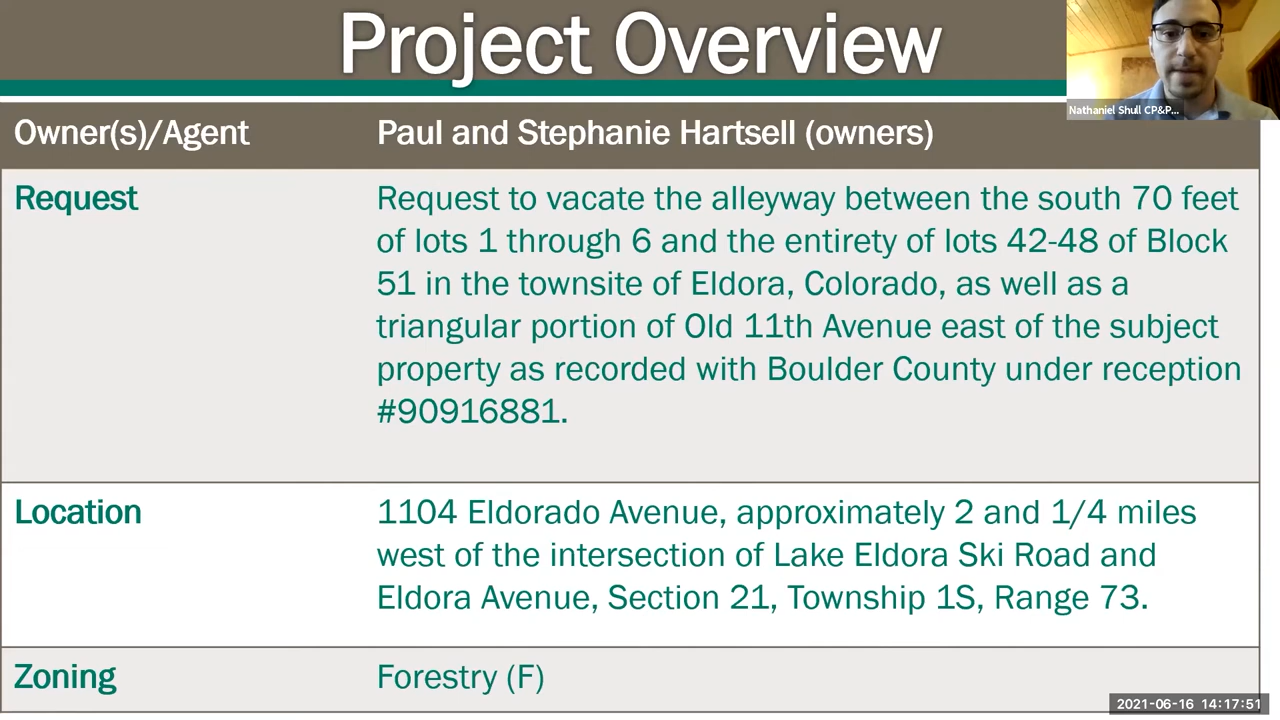 Project Overview
Nathaniel Shull CP&P...
Owner(s)/Agent
Paul and Stephanie Hartsell (owners)
Request
Request to vacate the alleyway between the south 70 feet
of lots 1 through 6 and the entirety of lots 42-48 of Block
51 in the townsite of Eldora, Colorado, as well as a
triangular portion of Old 11th Avenue east of the subject
property as recorded with Boulder County under reception
#90916881.
Location
1104 Eldorado Avenue, approximately 2 and 1/4 miles
west of the intersection of Lake Eldora Ski Road and
Eldora Avenue, Section 21, Township 1S, Range 73.
Zoning
Forestry (F)
2021-06-16 14:17:51